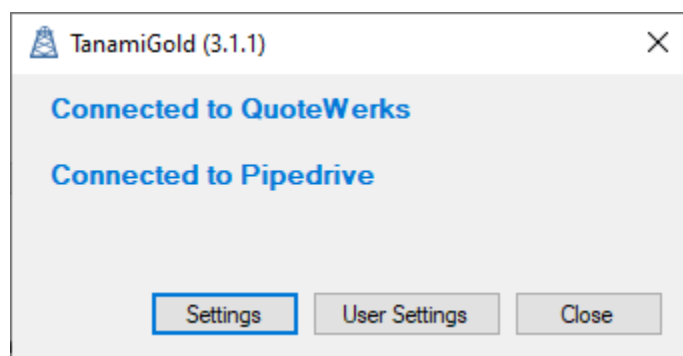 TanamiGold (3.1.1)
Connected to QuoteWerks
Connected to Pipedrive
Settings User Settings Close